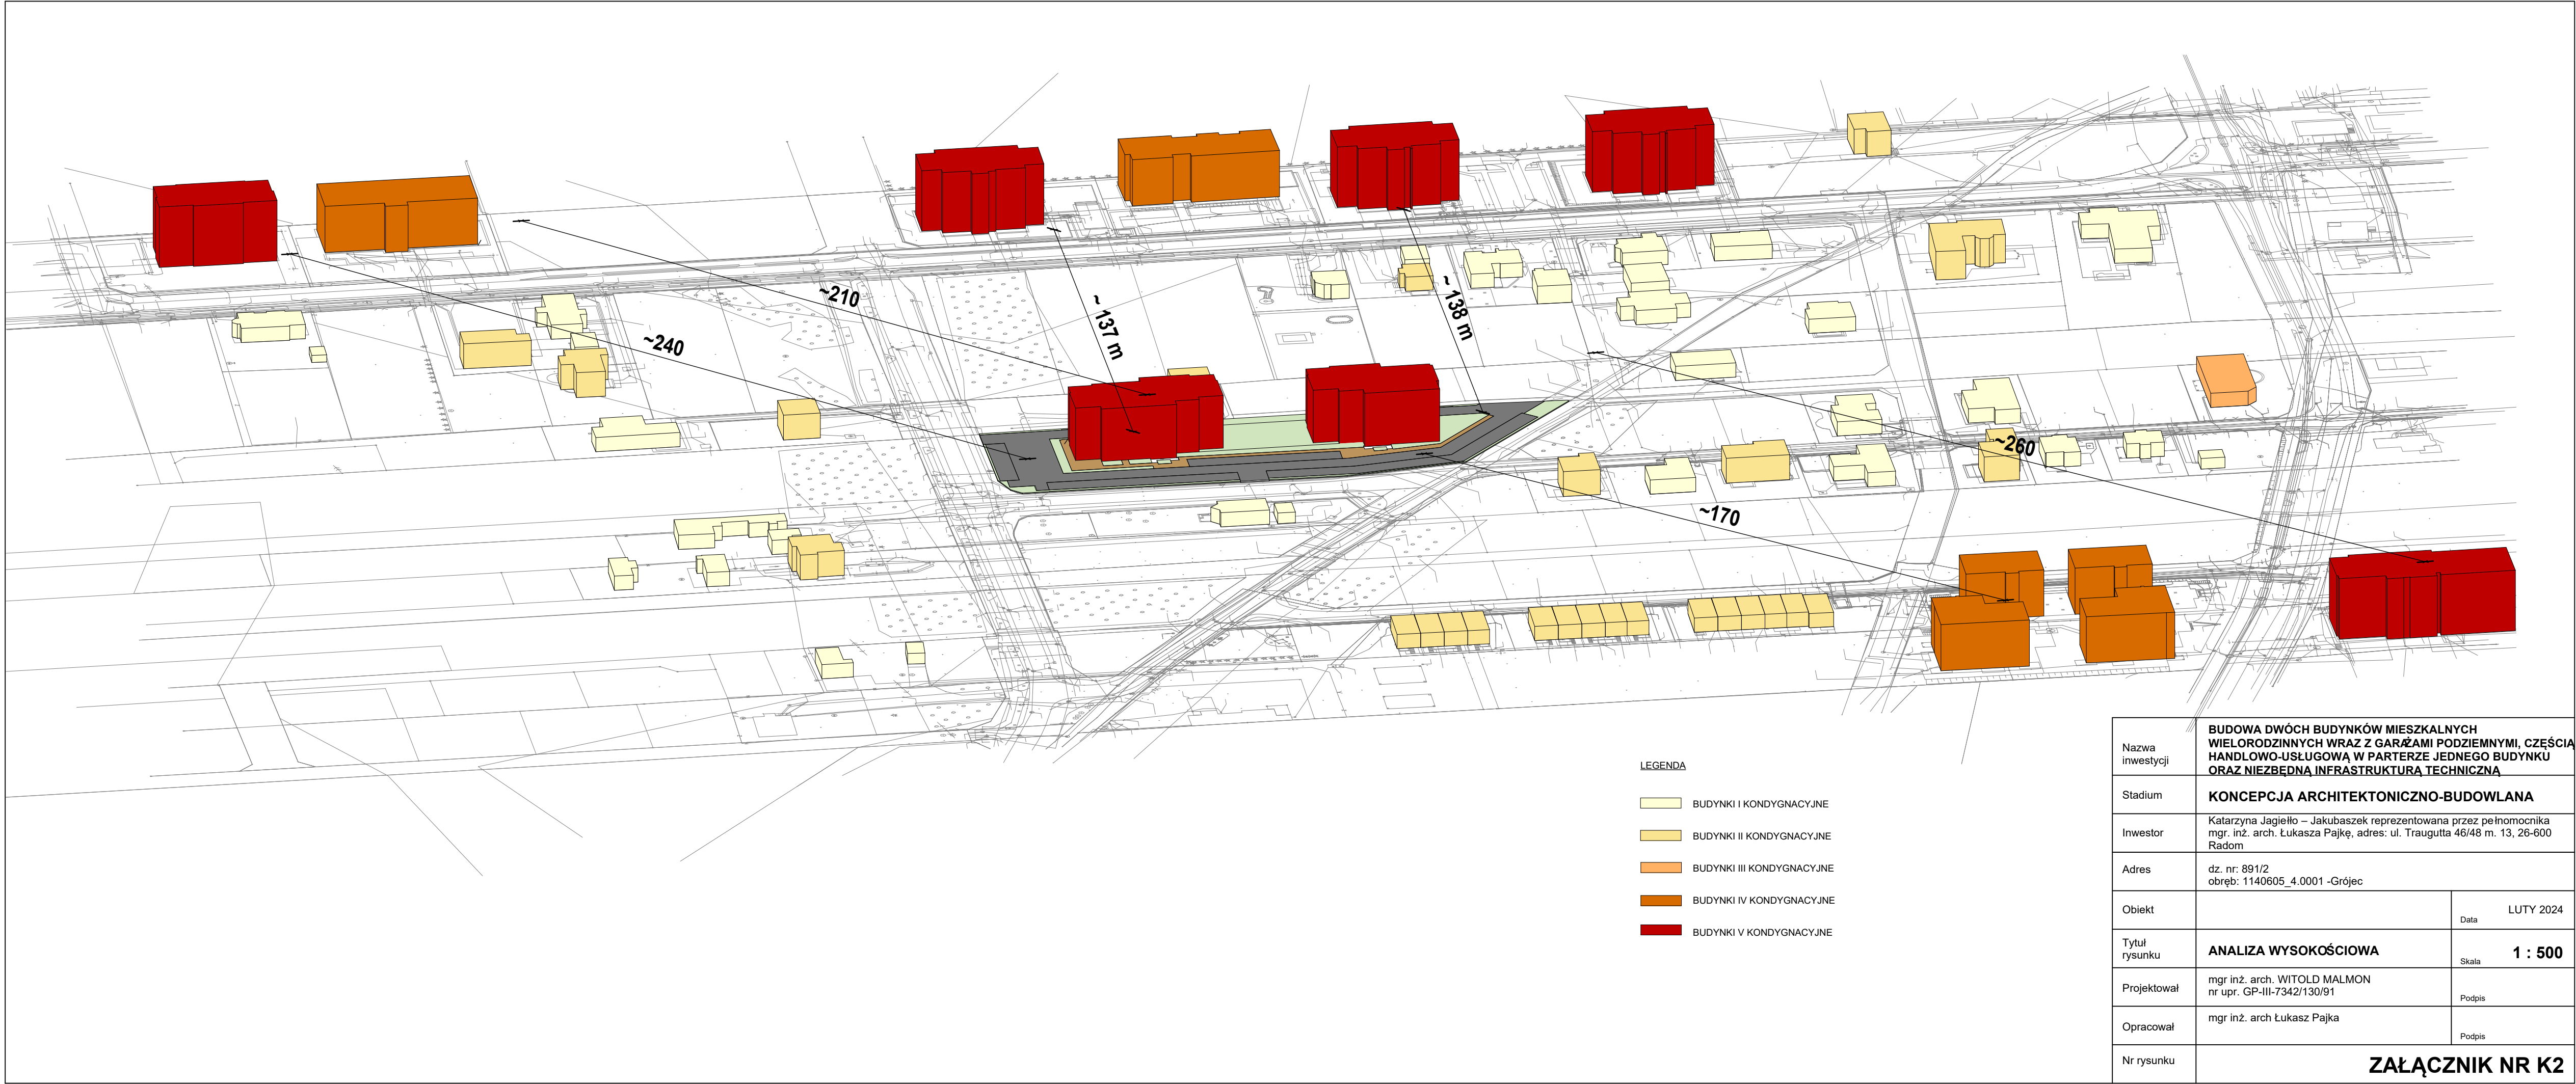 ~210
~240
~ 137 m
~ 138 m
~260
~170
LEGENDA
BUDYNKI I KONDYGNACYJNE
BUDYNKI II KONDYGNACYJNE
BUDYNKI III KONDYGNACYJNE
BUDYNKI IV KONDYGNACYJNE
BUDYNKI V KONDYGNACYJNE
Nazwa
inwestycji
BUDOWA DWÓCH BUDYNKÓW MIESZKALNYCH
WIELORODZINNYCH WRAZ Z GARAŻAMI PODZIEMNYMI, CZĘŚCIĄ
HANDLOWO-USŁUGOWĄ W PARTERZE JEDNEGO BUDYNKU
ORAZ NIEZBĘDNĄ INFRASTRUKTURĄ TECHNICZNĄ
Stadium
KONCEPCJA ARCHITEKTONICZNO-BUDOWLANA
Inwestor
Katarzyna Jagiełło – Jakubaszek reprezentowana przez pełnomocnika
mgr. inż. arch. Łukasza Pajkę, adres: ul. Traugutta 46/48 m. 13, 26-600
Radom
Adres
dz. nr: 891/2
obręb: 1140605_4.0001 -Grójec
Obiekt
Data LUTY 2024
Tytuł
rysunku
ANALIZA WYSOKOŚCIOWA
Skala 1 : 500
Projektował
mgr inż. arch. WITOLD MALMON
nr upr. GP-III-7342/130/91
Podpis
Opracował
mgr inż. arch Łukasz Pajka
Podpis
Nr rysunku
ZAŁĄCZNIK NR K2